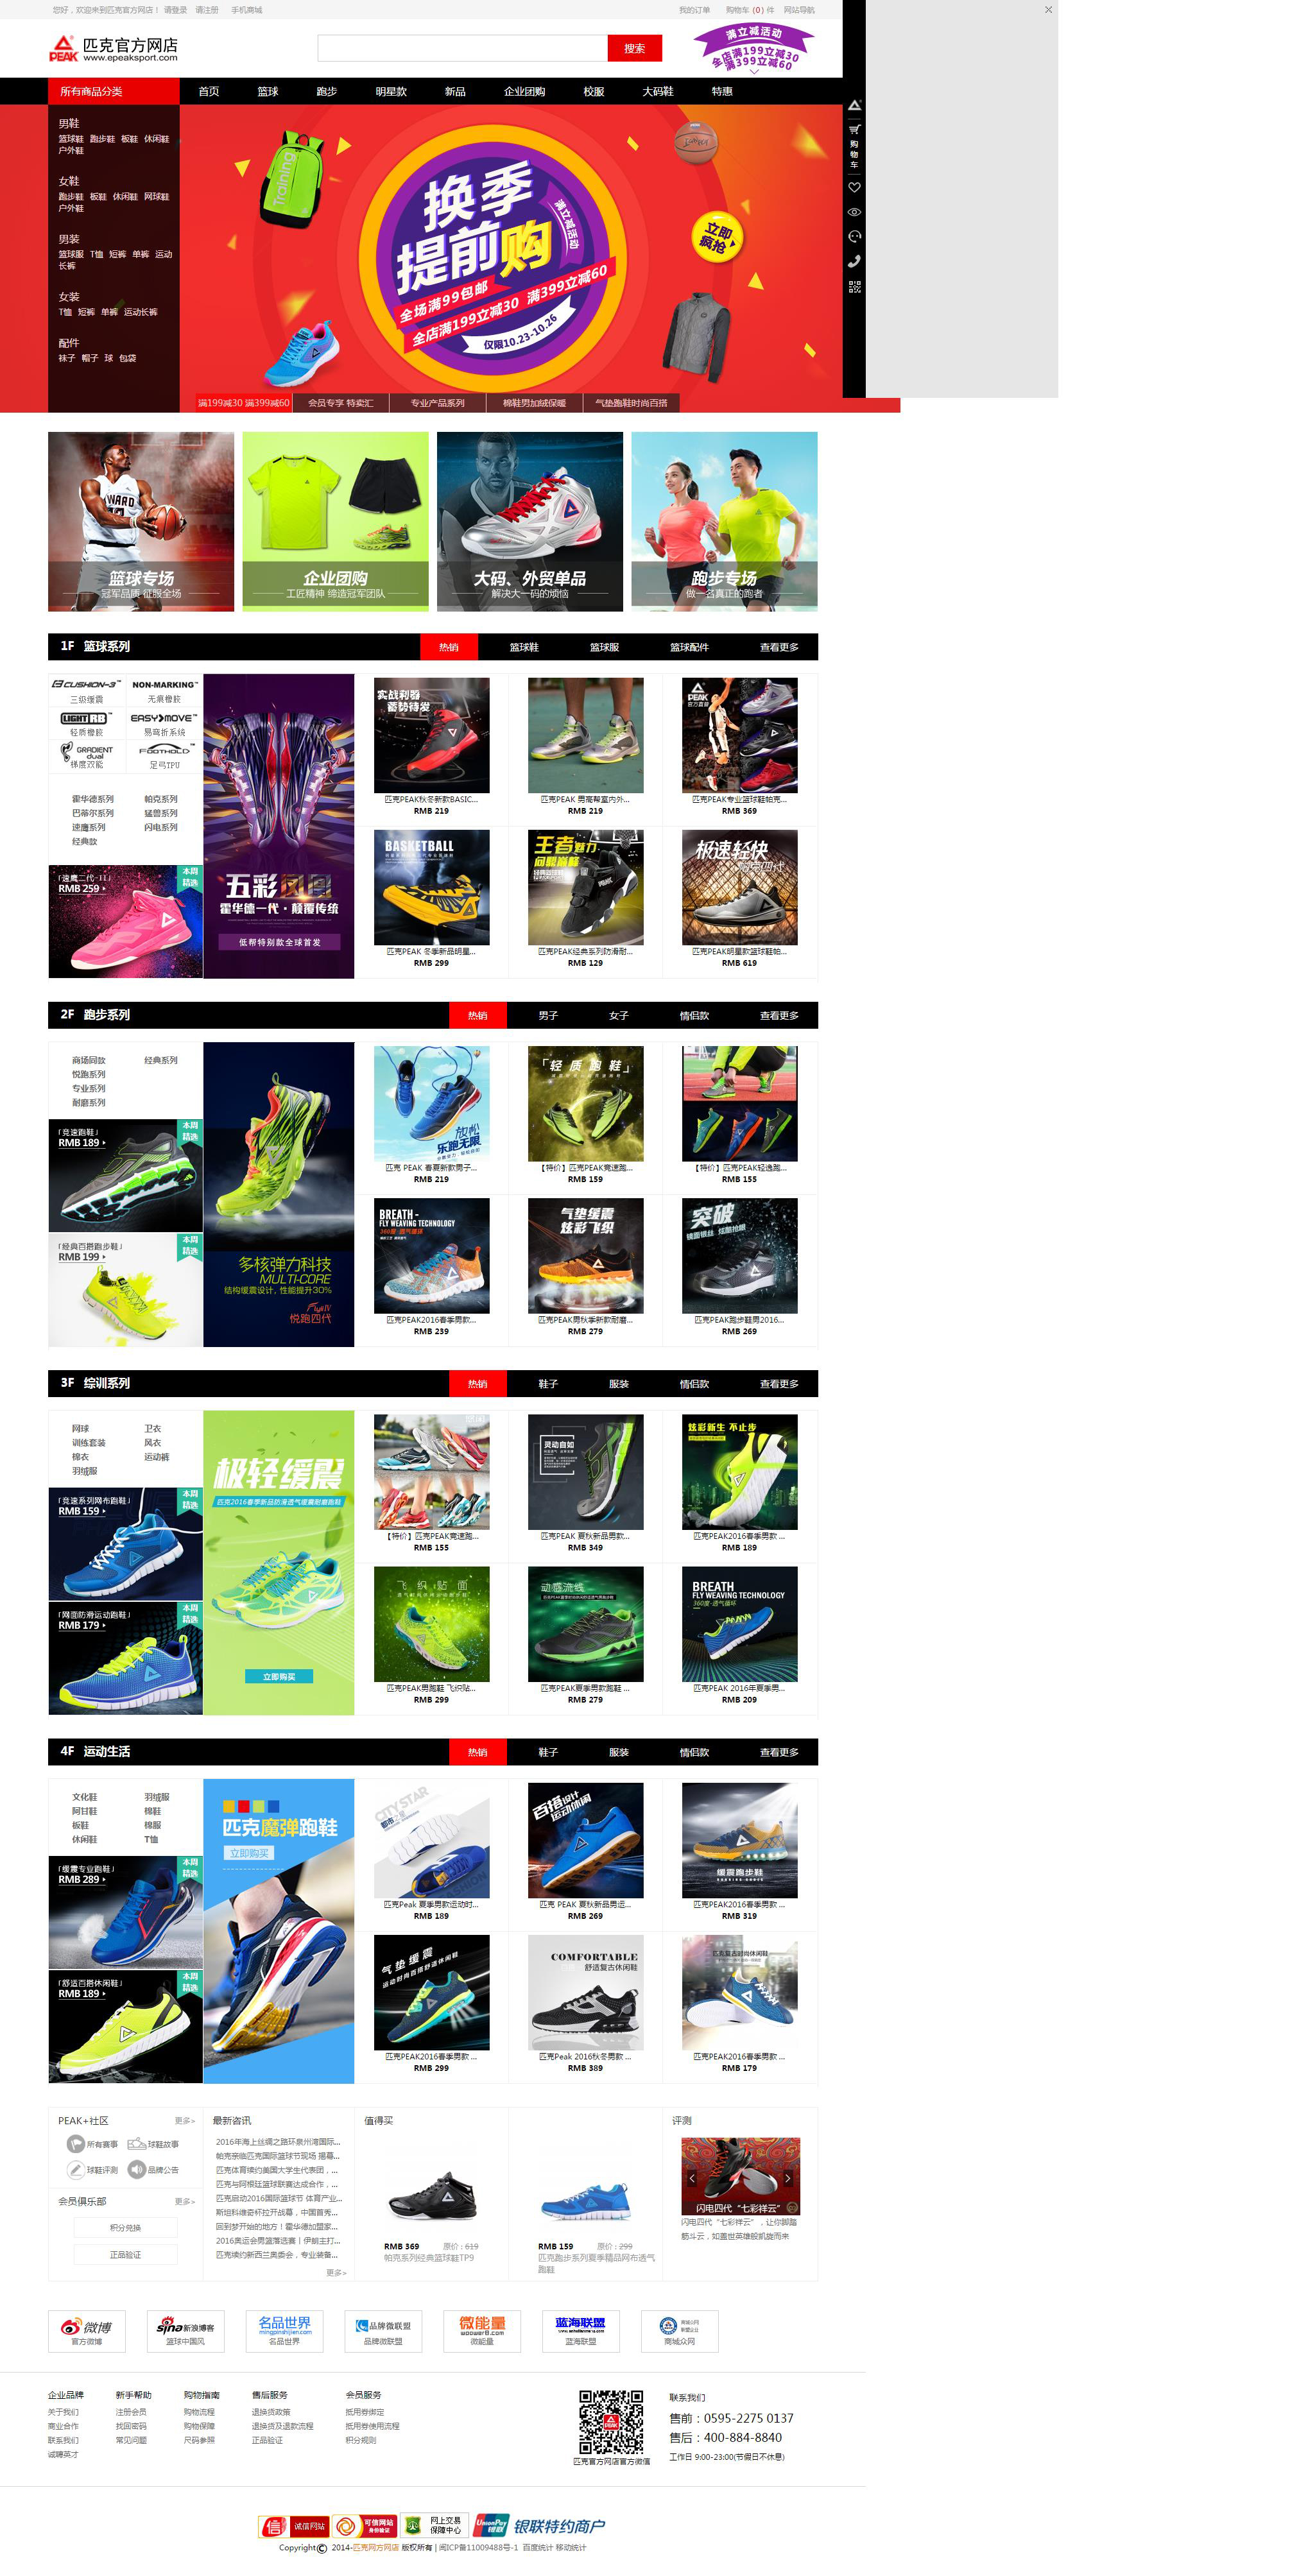 您好，欢迎来到匹克官方网店！ 请登录 请注册 手机商城
我的订单 购物车 (0) 件 网站导航
PEAK 匹克官方网店
www.epeaksport.com
搜索
满立减活动
全店满199立减30
满399立减60
所有商品分类 首页 篮球 跑步 明星款 新品 企业团购 校服 大码鞋 特惠
男鞋
篮球鞋 跑步鞋 板鞋 休闲鞋
户外鞋
女鞋
跑步鞋 板鞋 休闲鞋 网球鞋
户外鞋
男装
篮球服 T恤 短裤 单裤 运动
长裤
女装
T恤 短裤 单裤 运动长裤
配件
袜子 帽子 球 包袋
Training
换季
提前购
满立减活动
全场满99包邮
全店满199立减30 满399立减60
仅限10.23-10.26
立即
疯抢
购物车
满199减30 满399减60 会员专享 特卖汇 专业产品系列 棉鞋男加绒保暖 气垫跑鞋时尚百搭
篮球专场
冠军品质 征服全场
企业团购
工匠精神 缔造冠军团队
大码、外贸单品
解决大一码的烦恼
跑步专场
做一名真正的跑者
1F 篮球系列 热销 篮球鞋 篮球服 篮球配件 查看更多
CUSHION-3 NON-MARKING
三级缓震 无痕橡胶
LIGHT RB EASY MOVE
轻质橡胶 易弯折系统
GRADIENT dual FOOTHOLD
梯度双能 足弓TPU
霍华德系列 帕克系列
巴蒂尔系列 猛兽系列
速鹰系列 闪电系列
经典款
「速鹰二代-II」
RMB 259
本周
精选
五彩凤凰
霍华德一代·颠覆传统
低帮特别款全球首发
实战利器
蓄势待发
匹克PEAK秋冬新款BASIC...
RMB 219
匹克PEAK 男高帮室内外...
RMB 219
匹克PEAK专业篮球鞋帕克...
RMB 369
BASKETBALL
匹克PEAK 冬季新品明星...
RMB 299
王者魅力
问鼎巅峰
匹克PEAK经典系列防滑耐...
RMB 129
极速轻快
匹克PEAK明星款篮球鞋帕...
RMB 619
2F 跑步系列 热销 男子 女子 情侣款 查看更多
商场同款 经典系列
悦跑系列
专业系列
耐磨系列
「竞速跑鞋」
RMB 189
本周
精选
「经典百搭跑步鞋」
RMB 199
本周
精选
多核弹力科技
MULTI-CORE
结构缓震设计，性能提升30%
悦跑四代
乐跑无限
匹克 PEAK 春夏新款男子...
RMB 219
「轻质跑鞋」
【特价】匹克PEAK竞速跑...
RMB 159
【特价】匹克PEAK轻逸跑...
RMB 155
BREATH-
FLY WEAVING TECHNOLOGY
匹克PEAK2016春季男款...
RMB 239
气垫缓震
炫彩飞织
匹克PEAK男秋季新款耐磨...
RMB 279
突破
匹克PEAK跑步鞋男2016...
RMB 269
3F 综训系列 热销 鞋子 服装 情侣款 查看更多
网球 卫衣
训练套装 风衣
棉衣 运动裤
羽绒服
「竞速系列网布跑鞋」
RMB 159
本周
精选
「网面防滑运动跑鞋」
RMB 179
本周
精选
极轻缓震
匹克2016春季新品防滑透气缓震耐磨跑鞋
立即购买
【特价】匹克PEAK竞速跑...
RMB 155
灵动自如
匹克PEAK 夏秋新品男款...
RMB 349
炫彩新生 不止步
匹克PEAK2016春季男款 ...
RMB 189
飞织贴面
匹克PEAK男跑鞋 飞织贴...
RMB 299
动感流线
匹克PEAK夏季男款跑鞋 ...
RMB 279
BREATH
FLY WEAVING TECHNOLOGY
360度·透气循环
匹克PEAK 2016年夏季男...
RMB 209
4F 运动生活 热销 鞋子 服装 情侣款 查看更多
文化鞋 羽绒服
阿甘鞋 棉鞋
板鞋 棉服
休闲鞋 T恤
「缓震专业跑鞋」
RMB 289
本周
精选
「舒适百搭休闲鞋」
RMB 189
本周
精选
匹克魔弹跑鞋
立即购买
CITY STAR
匹克Peak 夏季男款运动时...
RMB 189
百搭设计
运动休闲
匹克 PEAK 夏秋新品男运...
RMB 269
缓震跑步鞋
匹克PEAK2016春季男款 ...
RMB 319
气垫缓震
运动时尚百搭舒适休闲鞋
匹克PEAK2016春季男款 ...
RMB 299
COMFORTABLE
舒适复古休闲鞋
匹克Peak 2016秋冬男款 ...
RMB 389
匹克复古时尚休闲鞋
匹克PEAK2016春季男款 ...
RMB 179
PEAK+社区 更多>
所有赛事 球鞋故事
球鞋评测 品牌公告
会员俱乐部 更多>
积分兑换
正品验证
最新咨讯
2016年海上丝绸之路环泉州湾国际...
帕克亲临匹克国际篮球节现场 揭幕...
匹克体育续约美国大学生代表团，...
匹克与阿根廷篮球联赛达成合作，...
匹克启动2016国际篮球节 体育产业...
斯坦科维奇杯拉开战幕，中国首秀...
回到梦开始的地方！霍华德加盟家...
2016奥运会男篮落选赛丨伊朗主打...
匹克续约新西兰奥委会，专业装备...
更多>
值得买
RMB 369 原价：619
帕克系列经典篮球鞋TP9
RMB 159 原价：299
匹克跑步系列夏季精品网布透气
跑鞋
评测
闪电四代“七彩祥云”
闪电四代“七彩祥云”，让你脚踏
筋斗云，如盖世英雄般凯旋而来
微博
官方微博
sina 新浪博客
篮球中国风
名品世界
mingpinshijien.com
名品世界
品牌微联盟
品牌微联盟
微能量
微能量
蓝海联盟
蓝海联盟
商城众网
企业品牌 新手帮助 购物指南 售后服务 会员服务
关于我们 注册会员 购物流程 退换货政策 抵用券绑定
商业合作 找回密码 购物保障 退换货及退款流程 抵用券使用流程
联系我们 常见问题 尺码参照 正品验证 积分规则
诚聘英才
匹克官方网店官方微信
联系我们
售前：0595-2275 0137
售后：400-884-8840
工作日 9:00-23:00(节假日不休息)
信 诚信网站 可信网站 身份验证 网上交易 保障中心 UnionPay 银联 银联特约商户
Copyright© 2014-匹克网方网店 版权所有 | 闽ICP备11009488号-1 百度统计 移动统计